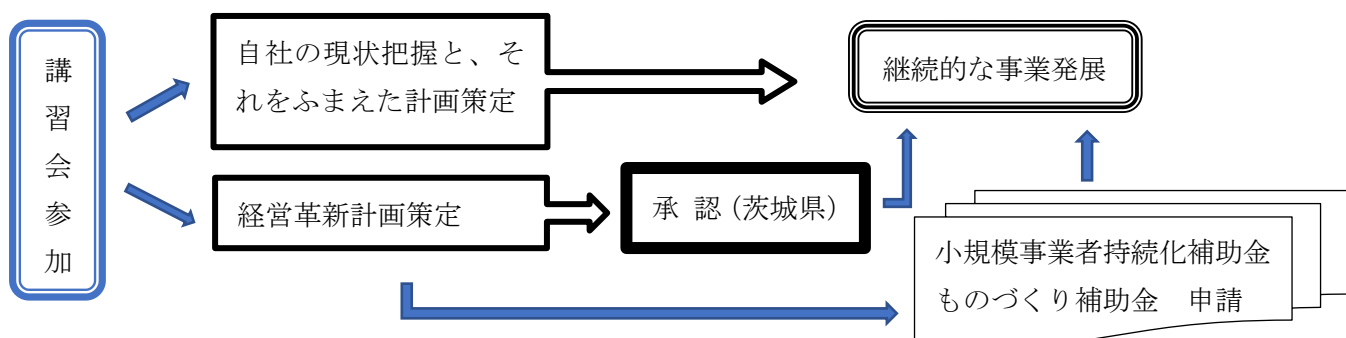 講習会参加
自社の現状把握と、そ
れをふまえた計画策定
継続的な事業発展
経営革新計画策定
承 認（茨城県）
小規模事業者持続化補助金
ものづくり補助金　申請